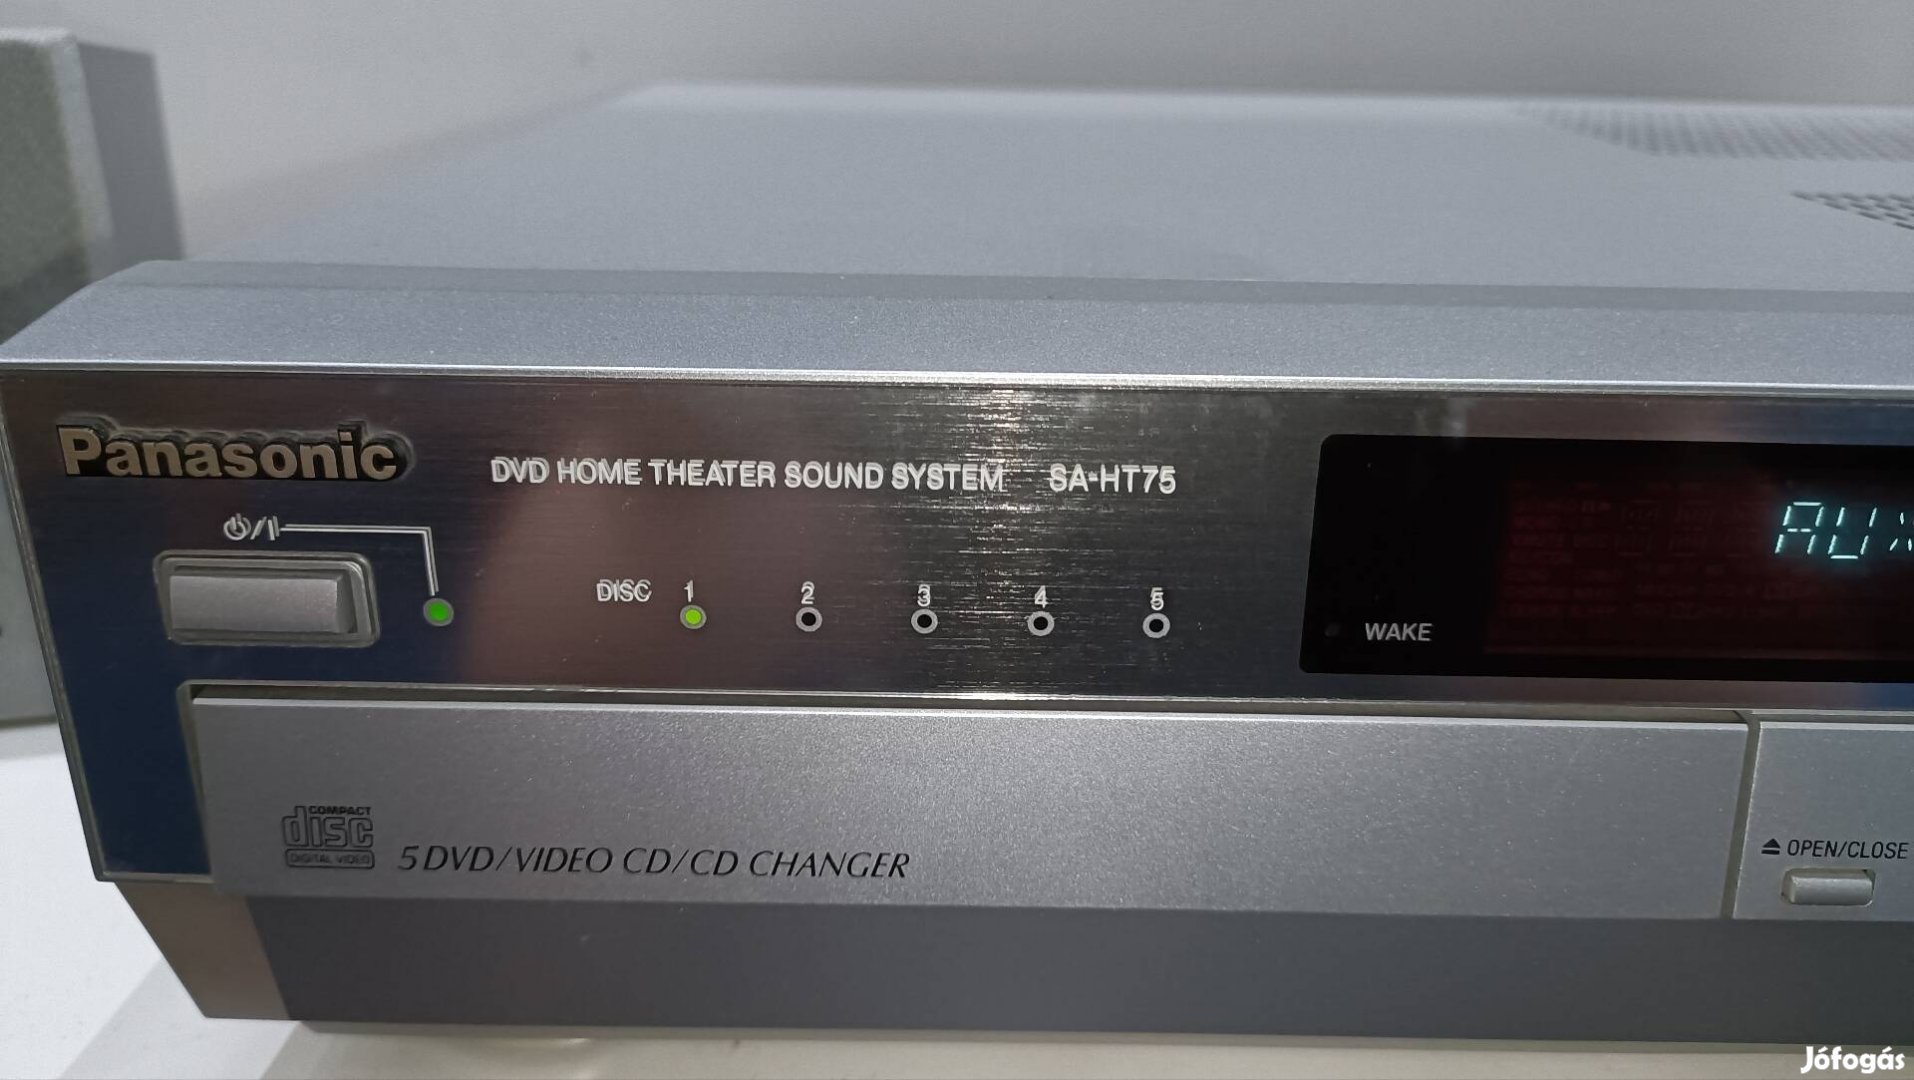 Panasonic
DVD HOME THEATER SOUND SYSTEM SA-HT75
DISC 1 2 3 4 5
AUX
WAKE
COMPACT
disc
DIGITAL VIDEO
5 DVD/VIDEO CD/CD CHANGER
OPEN/CLOSE
Jófogás